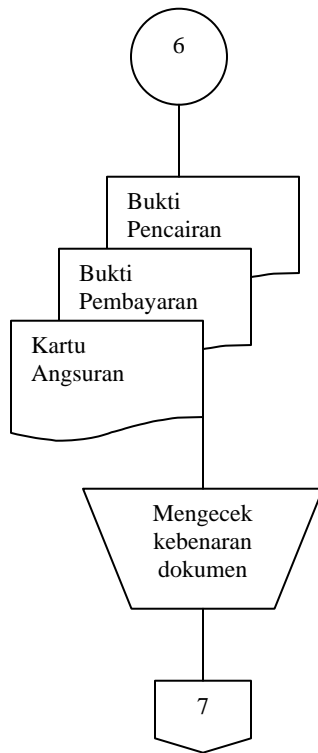 6
Bukti
Pencairan
Bukti
Pembayaran
Kartu
Angsuran
Mengecek
kebenaran
dokumen
7